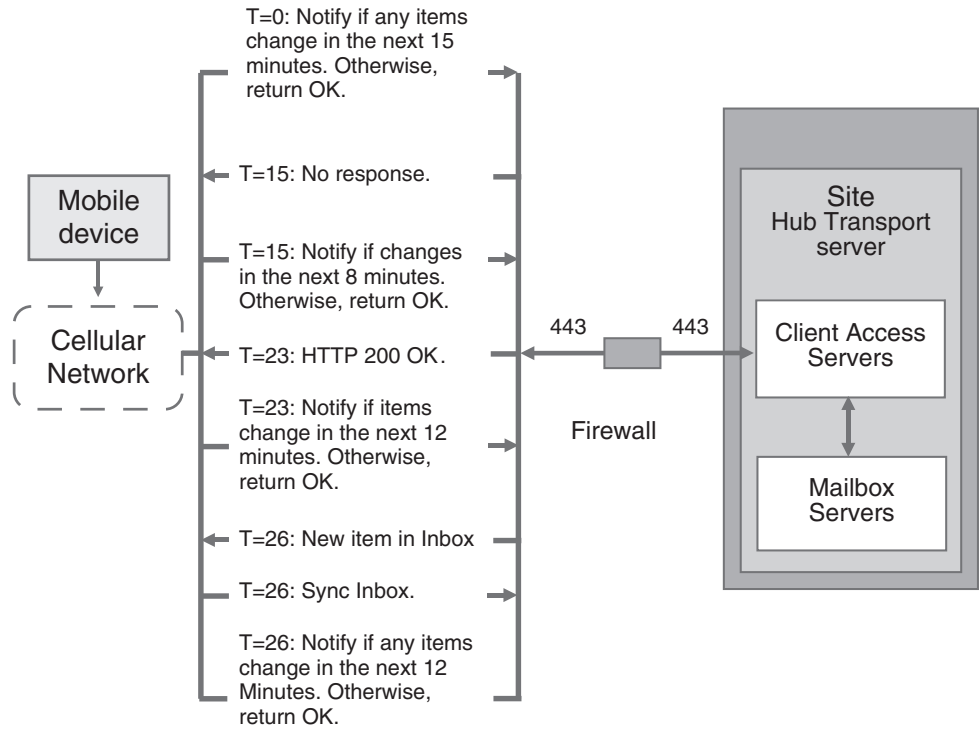 T=0: Notify if any items
change in the next 15
minutes. Otherwise,
return OK.
T=15: No response.
Mobile
device
T=15: Notify if changes
in the next 8 minutes.
Otherwise, return OK.
Cellular
Network
T=23: HTTP 200 OK.
T=23: Notify if items
change in the next 12
minutes. Otherwise,
return OK.
T=26: New item in Inbox
T=26: Sync Inbox.
T=26: Notify if any items
change in the next 12
Minutes. Otherwise,
return OK.
443
443
Firewall
Site
Hub Transport
server
Client Access
Servers
Mailbox
Servers